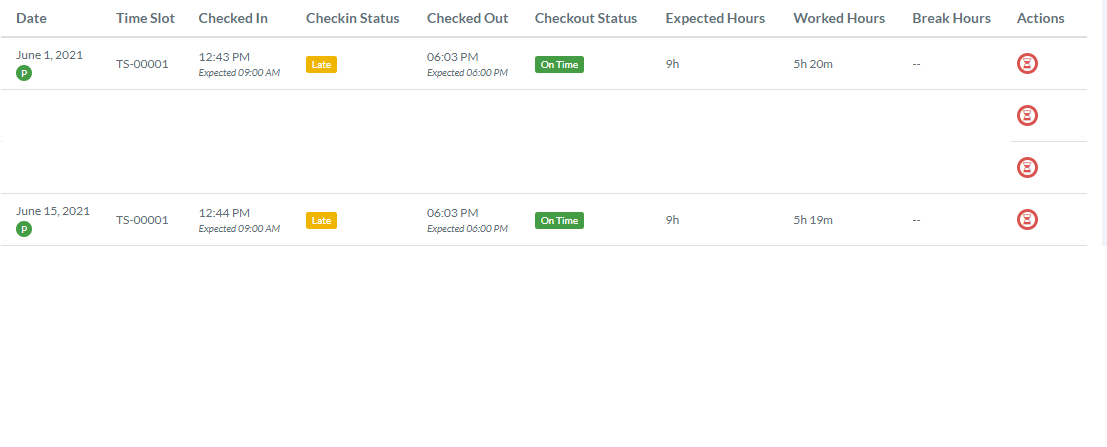 Date Time Slot Checked In Checkin Status Checked Out Checkout Status Expected Hours Worked Hours Break Hours Actions
June 1, 2021
P
TS-00001
12:43 PM
Expected 09:00 AM
Late
06:03 PM
Expected 06:00 PM
On Time
9h
5h 20m
--
June 15, 2021
P
TS-00001
12:44 PM
Expected 09:00 AM
Late
06:03 PM
Expected 06:00 PM
On Time
9h
5h 19m
--